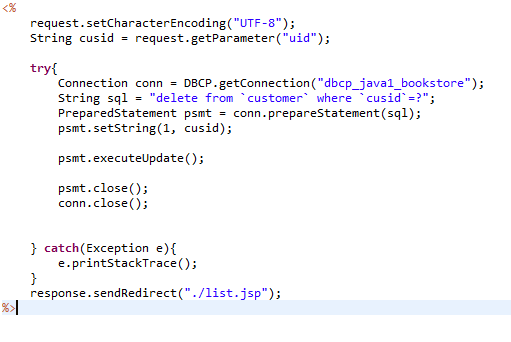 <%
request.setCharacterEncoding("UTF-8");
String cusid = request.getParameter("uid");
try{
Connection conn = DBCP.getConnection("dbcp_java1_bookstore");
String sql = "delete from `customer` where `cusid`=?";
PreparedStatement psmt = conn.prepareStatement(sql);
psmt.setString(1, cusid);
psmt.executeUpdate();
psmt.close();
conn.close();
} catch(Exception e){
e.printStackTrace();
}
response.sendRedirect("./list.jsp");
%>